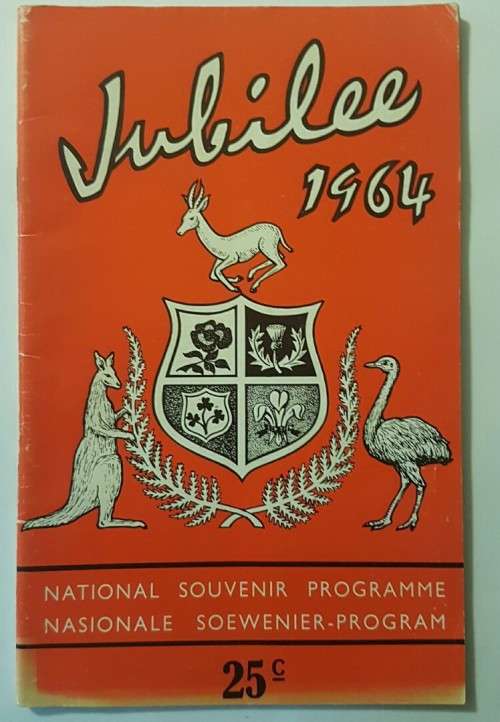 Jubilee
1964
NATIONAL SOUVENIR PROGRAMME
NASIONALE SOEWENIER-PROGRAM
25c